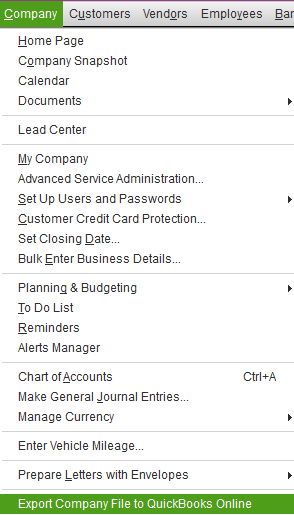 Company Customers Vendors Employees Ban
Home Page
Company Snapshot
Calendar
Documents
Lead Center
My Company
Advanced Service Administration...
Set Up Users and Passwords
Customer Credit Card Protection...
Set Closing Date...
Bulk Enter Business Details...
Planning & Budgeting
To Do List
Reminders
Alerts Manager
Chart of Accounts Ctrl+A
Make General Journal Entries...
Manage Currency
Enter Vehicle Mileage...
Prepare Letters with Envelopes
Export Company File to QuickBooks Online